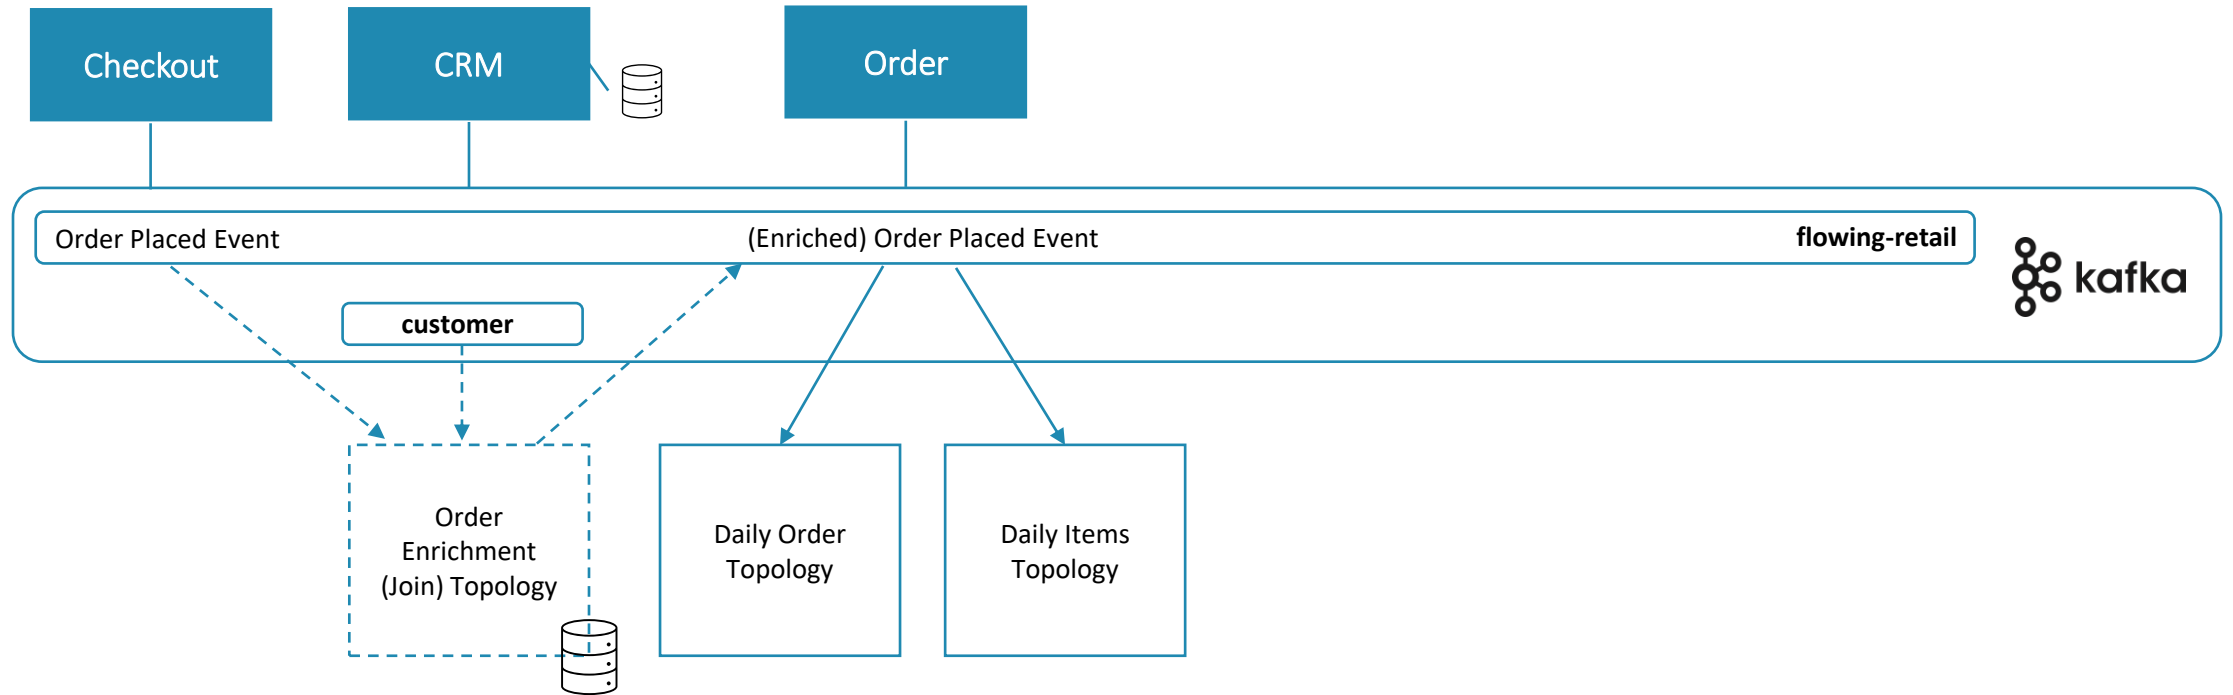 Checkout
CRM
Order
Order Placed Event
(Enriched) Order Placed Event
flowing-retail
kafka
customer
Order
Enrichment
(Join) Topology
Daily Order
Topology
Daily Items
Topology